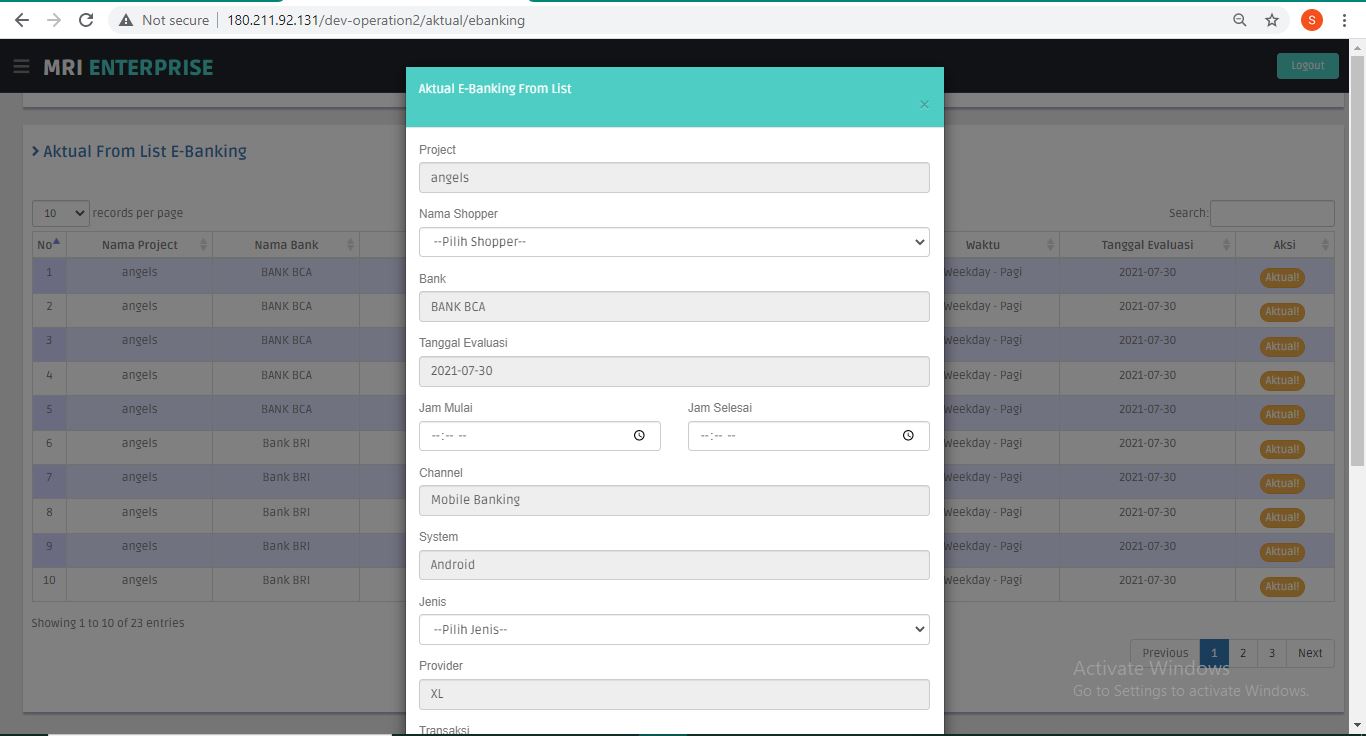 Not secure
180.211.92.131/dev-operation2/aktual/ebanking
S
MRI ENTERPRISE
Logout
Aktual From List E-Banking
10 records per page
Search:
No Nama Project Nama Bank Waktu Tanggal Evaluasi Aksi
1 angels BANK BCA Weekday - Pagi 2021-07-30 Aktual!
2 angels BANK BCA Weekday - Pagi 2021-07-30 Aktual!
3 angels BANK BCA Weekday - Pagi 2021-07-30 Aktual!
4 angels BANK BCA Weekday - Pagi 2021-07-30 Aktual!
5 angels BANK BCA Weekday - Pagi 2021-07-30 Aktual!
6 angels Bank BRI Weekday - Pagi 2021-07-30 Aktual!
7 angels Bank BRI Weekday - Pagi 2021-07-30 Aktual!
8 angels Bank BRI Weekday - Pagi 2021-07-30 Aktual!
9 angels Bank BRI Weekday - Pagi 2021-07-30 Aktual!
10 angels Bank BRI Weekday - Pagi 2021-07-30 Aktual!
Showing 1 to 10 of 23 entries
Previous 1 2 3 Next
Aktual E-Banking From List
×
Project
angels
Nama Shopper
--Pilih Shopper--
Bank
BANK BCA
Tanggal Evaluasi
2021-07-30
Jam Mulai Jam Selesai
--:-- -- --:-- --
Channel
Mobile Banking
System
Android
Jenis
--Pilih Jenis--
Provider
XL
Transaksi
Activate Windows
Go to Settings to activate Windows.